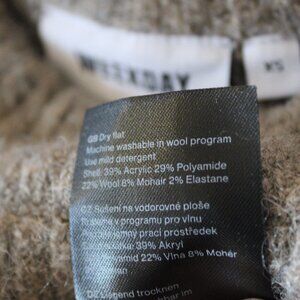 WEEKDAY
XS
GB Dry flat
Machine washable in wool program
Use mild detergent
Shell: 39% Acrylic 29% Polyamide
22% Wool 8% Mohair 2% Elastane
CZ Sušení na vodorovné ploše
v programu pro vlnu
jemný prací prostředek
39% Akryl
22% Vlna 8% Mohér
DE Liegend trocknen